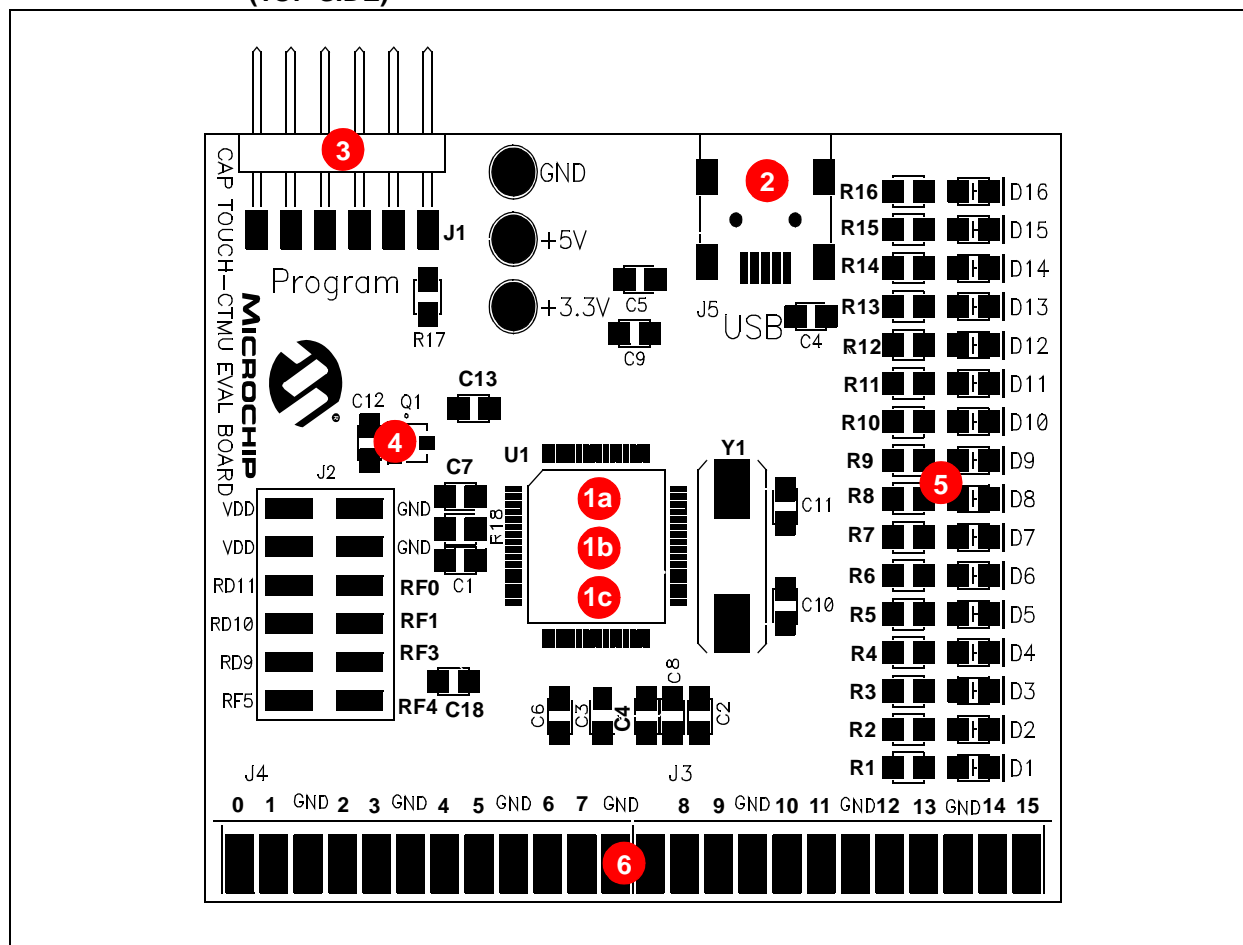 (TOP SIDE)
3
2
GND
+5V
+3.3V
J1
Program
R17
CAP TOUCH-CTMU EVAL BOARD
MICROCHIP
®
C5
C9
J5
USB
C4
R16 D16
R15 D15
R14 D14
R13 D13
R12 D12
R11 D11
R10 D10
R9 D9
5
R8 D8
R7 D7
R6 D6
R5 D5
R4 D4
R3 D3
R2 D2
R1 D1
C12
Q1
C13
4
J2
C7
U1
Y1
1a
1b
1c
R18
C1
C11
C10
VDD GND
VDD GND
RD11 RF0
RD10 RF1
RD9 RF3
RF5 RF4
C18
C6
C3
C4
C8
C2
J4
J3
0 1 GND 2 3 GND 4 5 GND 6 7 GND 8 9 GND 10 11 GND 12 13 GND 14 15
6